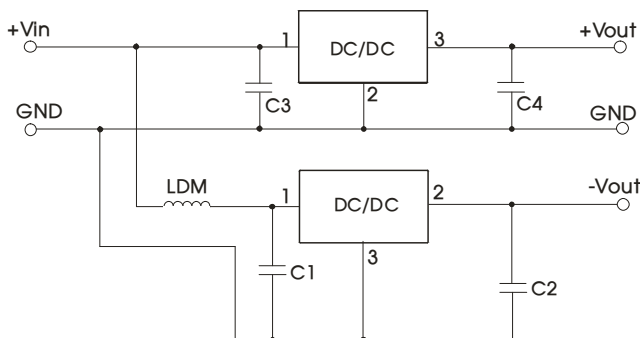 +Vin
1
DC/DC
3
+Vout
C3
2
C4
GND
GND
LDM
1
DC/DC
2
-Vout
3
C1
C2